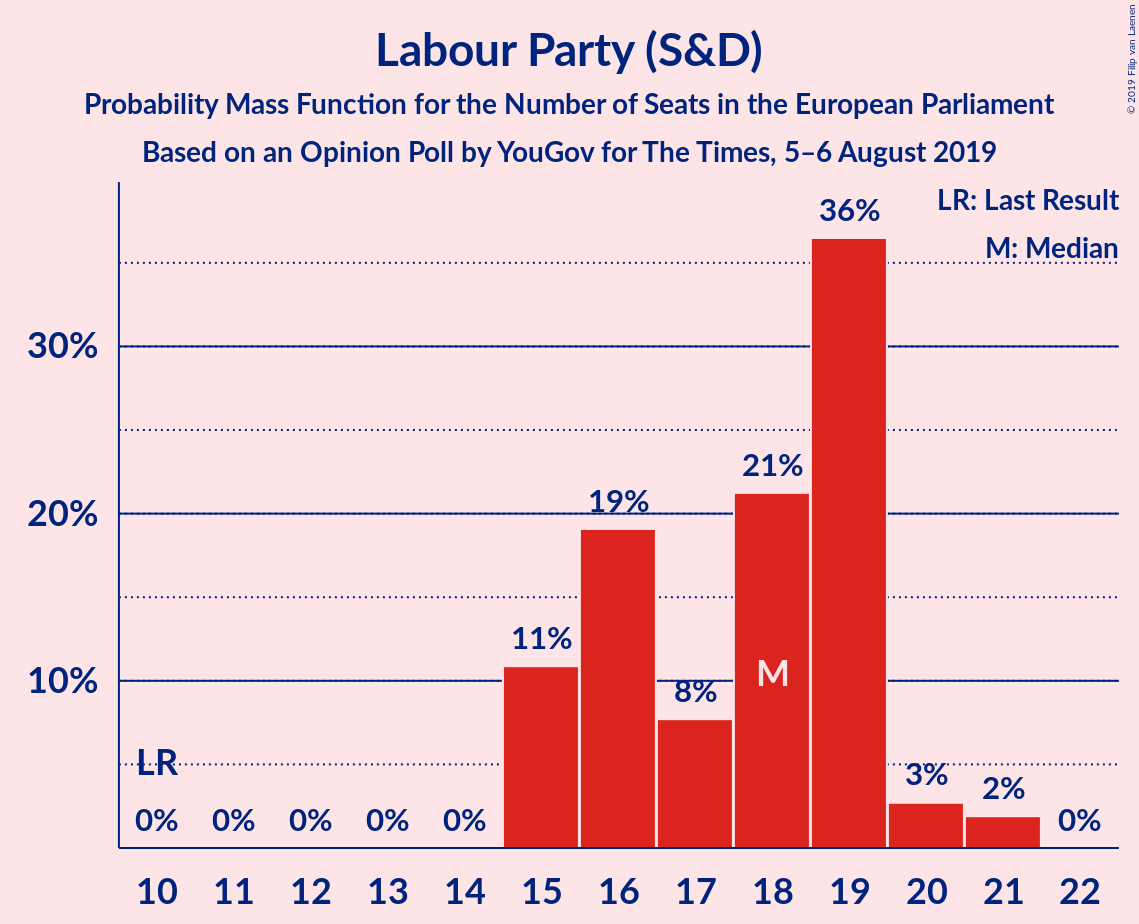 Labour Party (S&D)
Probability Mass Function for the Number of Seats in the European Parliament
Based on an Opinion Poll by YouGov for The Times, 5–6 August 2019
© 2019 Filip van Laenen
LR: Last Result
M: Median
36%
30%
21%
19%
20%
11%
10%
8%
M
LR
3%
2%
0% 0% 0% 0% 0% 0%
10 11 12 13 14 15 16 17 18 19 20 21 22